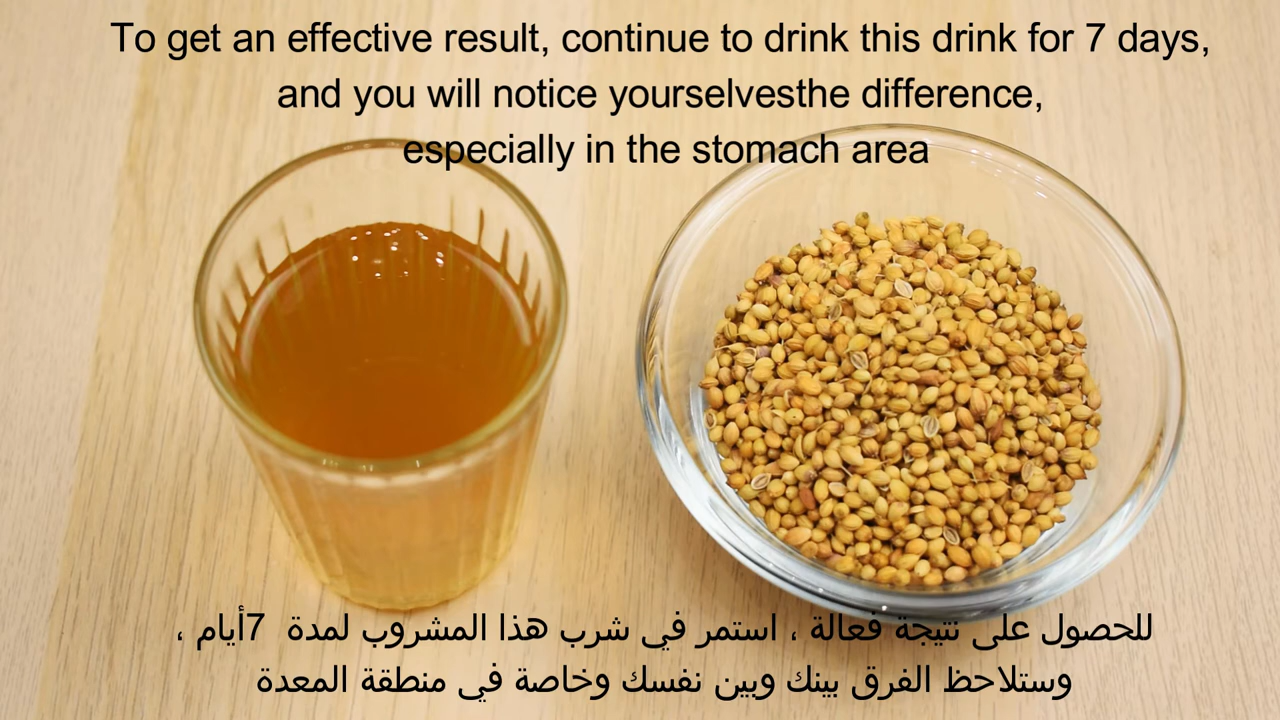 To get an effective result, continue to drink this drink for 7 days,
and you will notice yourselvesthe difference,
especially in the stomach area
للحصول على نتيجة فعالة ، استمر في شرب هذا المشروب لمدة  7أيام ،
وستلاحظ الفرق بينك وبين نفسك وخاصة في منطقة المعدة